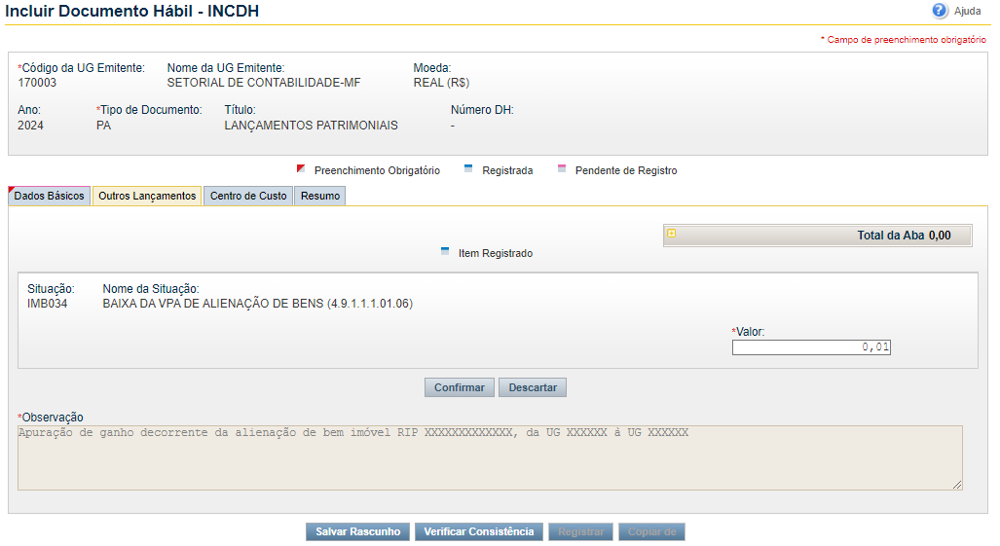 Incluir Documento Hábil - INCDH
Ajuda
* Campo de preenchimento obrigatório
*Código da UG Emitente: Nome da UG Emitente: Moeda:
170003 SETORIAL DE CONTABILIDADE-MF REAL (R$)
Ano: *Tipo de Documento: Título: Número DH:
2024 PA LANÇAMENTOS PATRIMONIAIS -
Preenchimento Obrigatório Registrada Pendente de Registro
Dados Básicos Outros Lançamentos Centro de Custo Resumo
Total da Aba 0,00
Item Registrado
Situação: Nome da Situação:
IMB034 BAIXA DA VPA DE ALIENAÇÃO DE BENS (4.9.1.1.1.01.06)
*Valor:
0,01
Confirmar Descartar
*Observação
Apuração de ganho decorrente da alienação de bem imóvel RIP XXXXXXXXXXXXX, da UG XXXXXX à UG XXXXXX
Salvar Rascunho Verificar Consistência Registrar Copiar de